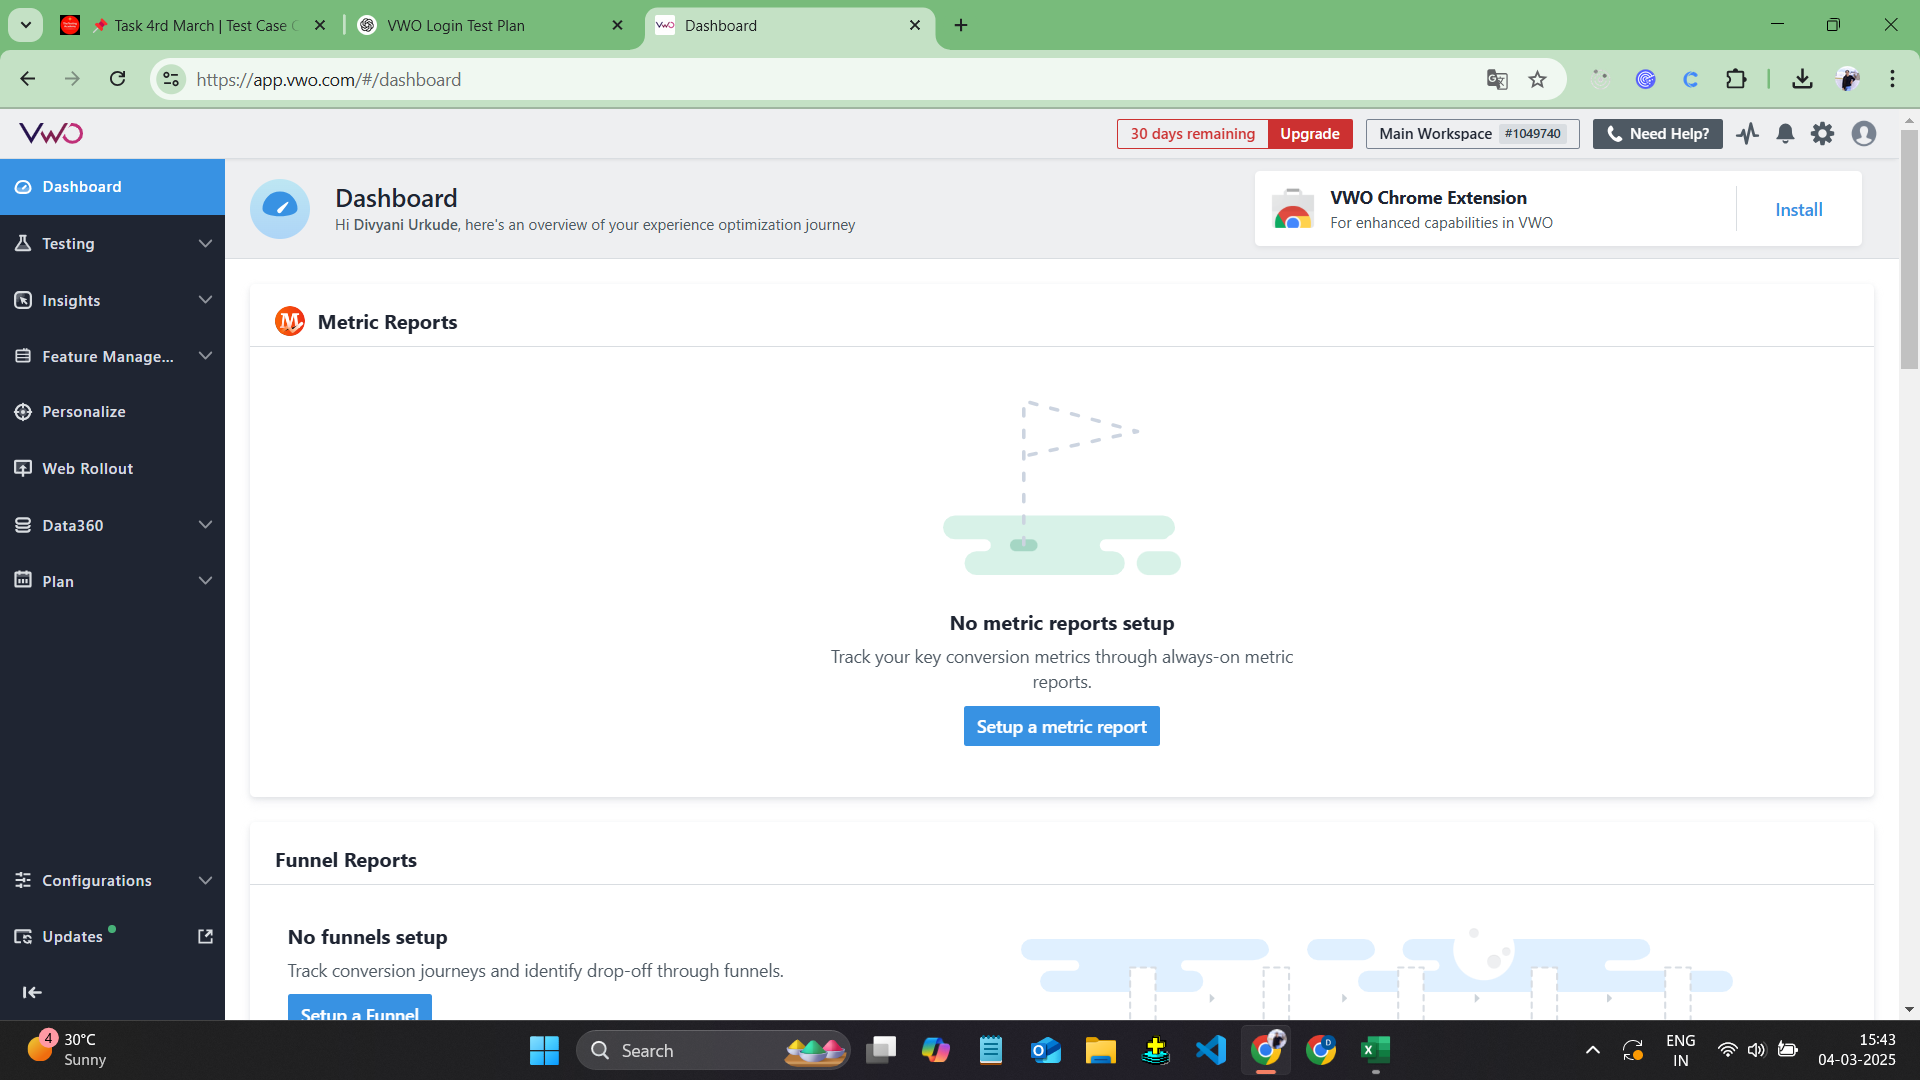 📌 Task 4rd March | Test Case C
VWO Login Test Plan
Dashboard
https://app.vwo.com/#/dashboard
VWO
30 days remaining
Upgrade
Main Workspace #1049740
Need Help?
Dashboard
Testing
Insights
Feature Manage...
Personalize
Web Rollout
Data360
Plan
Configurations
Updates
Dashboard
Hi Divyani Urkude, here's an overview of your experience optimization journey
VWO Chrome Extension
For enhanced capabilities in VWO
Install
Metric Reports
No metric reports setup
Track your key conversion metrics through always-on metric
reports.
Setup a metric report
Funnel Reports
No funnels setup
Track conversion journeys and identify drop-off through funnels.
Setup a Funnel
4
30°C
Sunny
Search
ENG
IN
15:43
04-03-2025